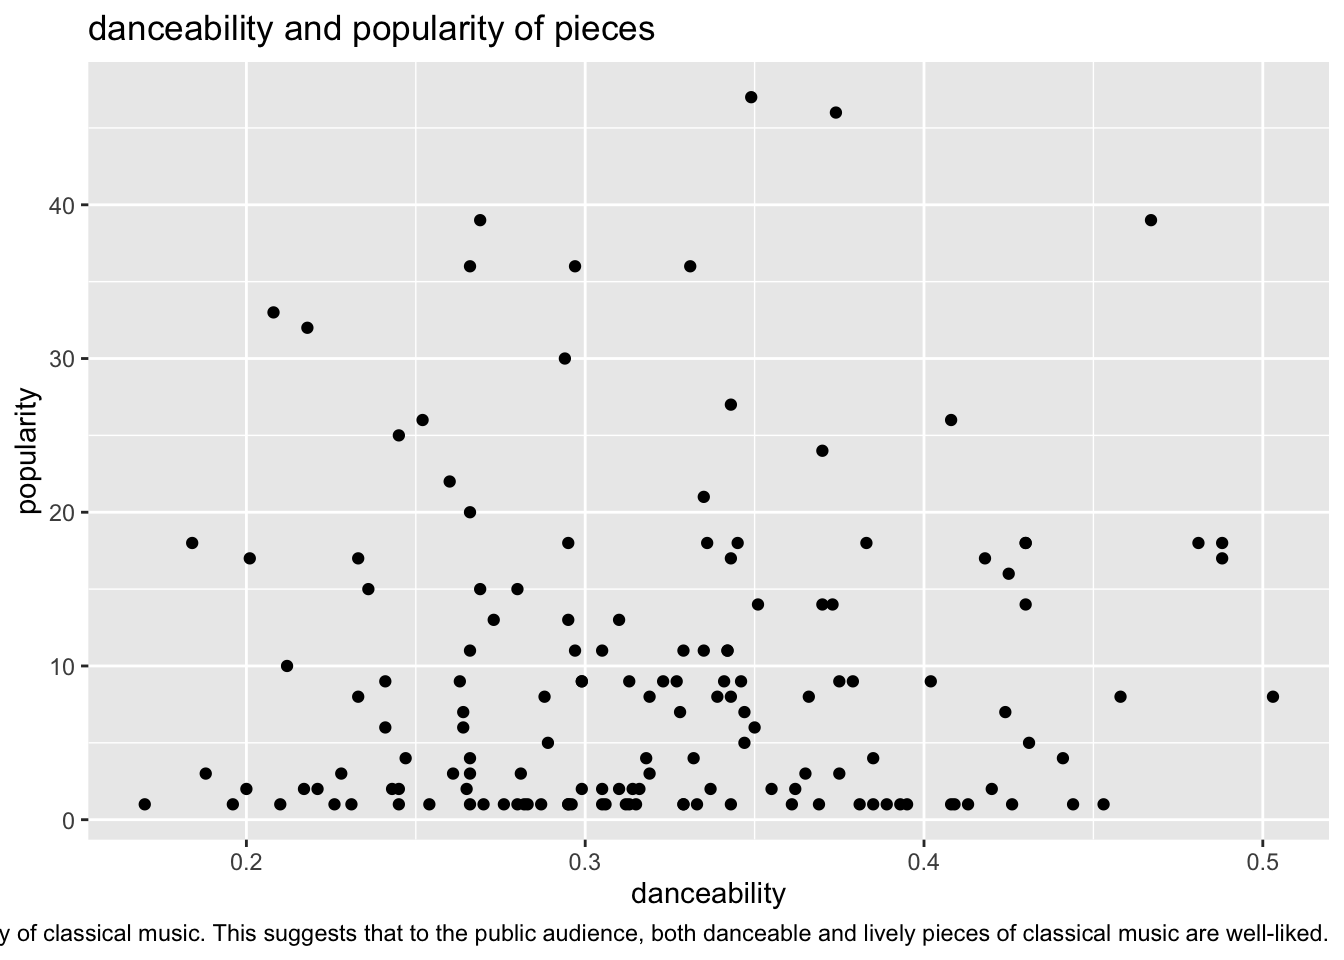 danceability and popularity of pieces
40
30
20
10
0
popularity
0.2 0.3 0.4 0.5
danceability
y of classical music. This suggests that to the public audience, both danceable and lively pieces of classical music are well-liked.